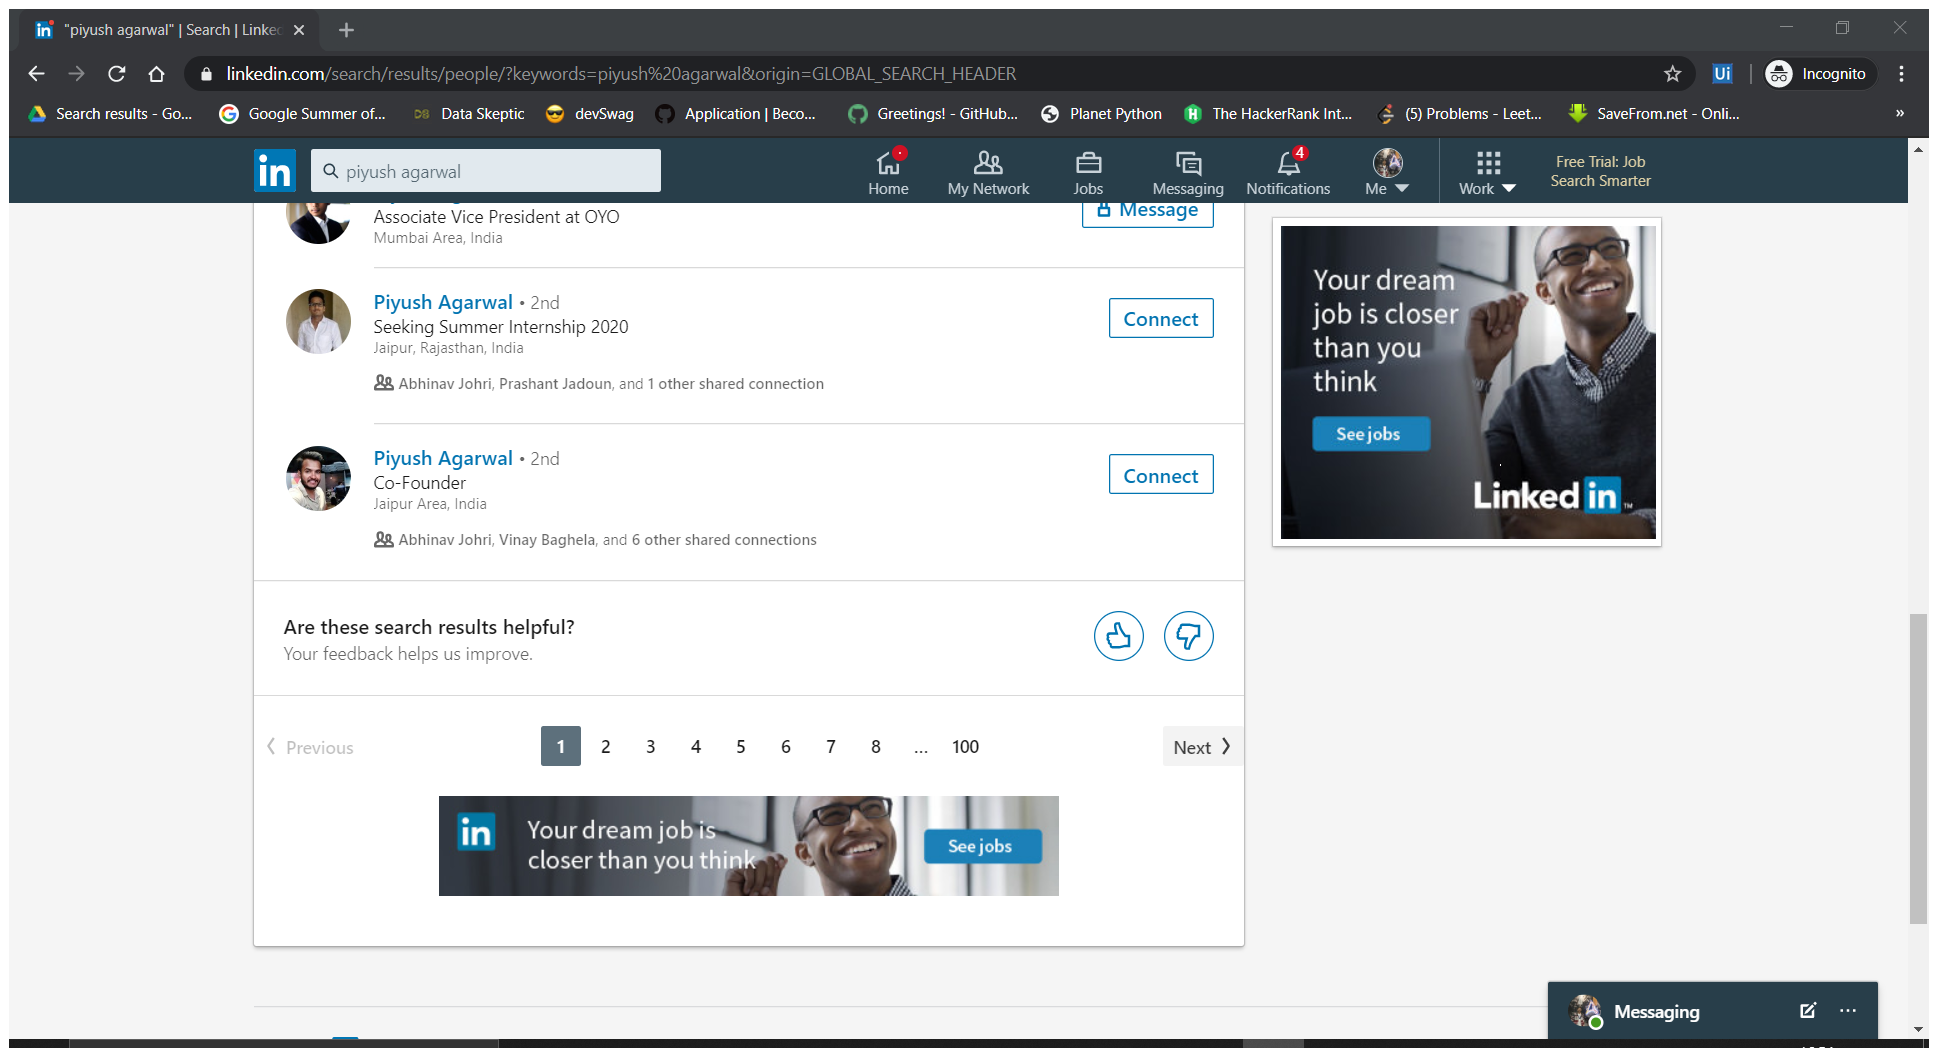 "piyush agarwal" | Search | Linked
linkedin.com/search/results/people/?keywords=piyush%20agarwal&origin=GLOBAL_SEARCH_HEADER
Ui
Incognito
Search results - Go...
Google Summer of...
Data Skeptic
devSwag
Application | Beco...
Greetings! - GitHub...
Planet Python
The HackerRank Int...
(5) Problems - Leet...
SaveFrom.net - Onli...
»
in
piyush agarwal
Home
My Network
Jobs
Messaging
4
Notifications
Me
Work
Free Trial: Job
Search Smarter
Associate Vice President at OYO
Mumbai Area, India
Message
Piyush Agarwal • 2nd
Seeking Summer Internship 2020
Jaipur, Rajasthan, India
Abhinav Johri, Prashant Jadoun, and 1 other shared connection
Connect
Piyush Agarwal • 2nd
Co-Founder
Jaipur Area, India
Abhinav Johri, Vinay Baghela, and 6 other shared connections
Connect
Are these search results helpful?
Your feedback helps us improve.
Previous
1 2 3 4 5 6 7 8 ... 100
Next
in
Your dream job is
closer than you think
See jobs
Your dream
job is closer
than you
think
See jobs
Linked in ™
Messaging